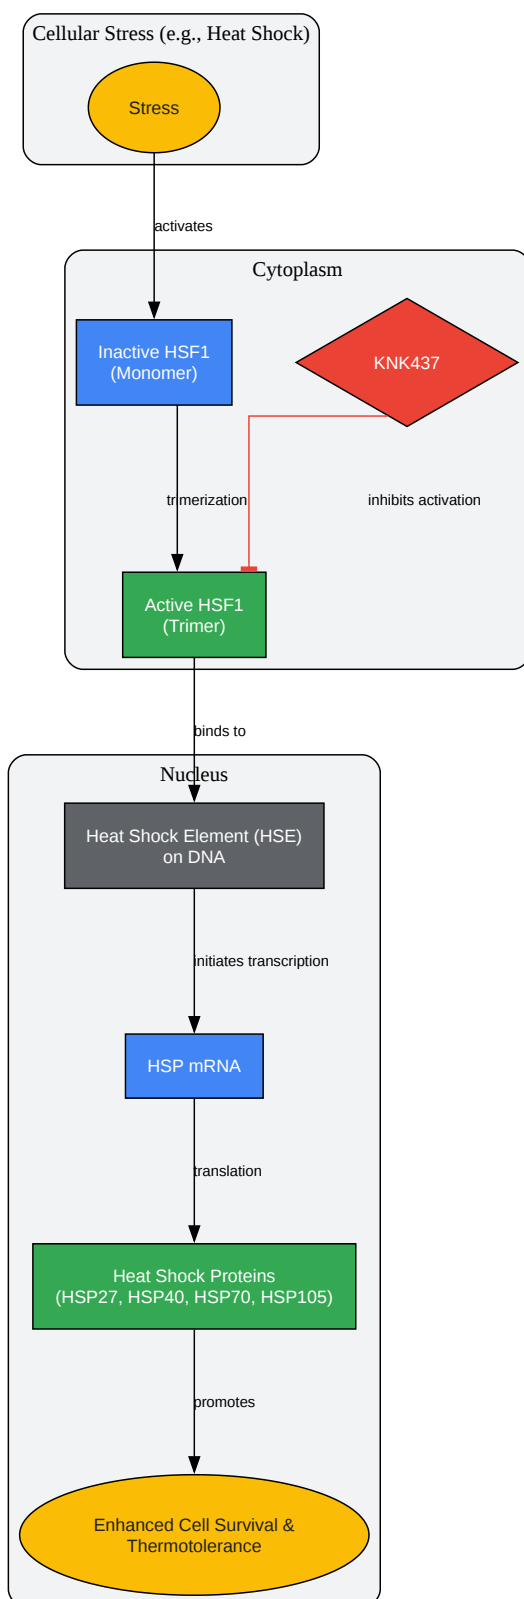 Cellular Stress (e.g., Heat Shock)
Stress
activates
Cytoplasm
Inactive HSF1
(Monomer)
KNK437
trimerization
inhibits activation
Active HSF1
(Trimer)
binds to
Nucleus
Heat Shock Element (HSE)
on DNA
initiates transcription
HSP mRNA
translation
Heat Shock Proteins
(HSP27, HSP40, HSP70, HSP105)
promotes
Enhanced Cell Survival &
Thermotolerance